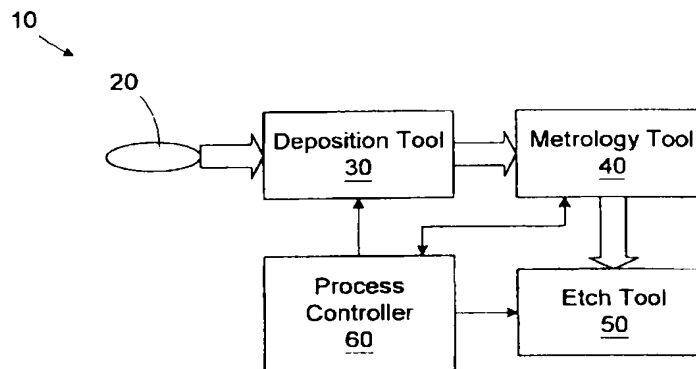 10
20
Deposition Tool
30
Metrology Tool
40
Process
Controller
60
Etch Tool
50